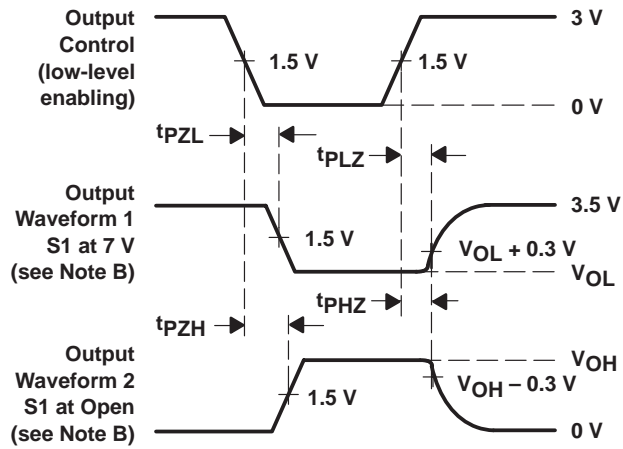 Output
Control
(low-level
enabling)
1.5 V
1.5 V
3 V
0 V
tPZL
tPLZ
Output
Waveform 1
S1 at 7 V
(see Note B)
1.5 V
3.5 V
VOL + 0.3 V
VOL
tPHZ
tPZH
Output
Waveform 2
S1 at Open
(see Note B)
1.5 V
VOH
VOH – 0.3 V
0 V